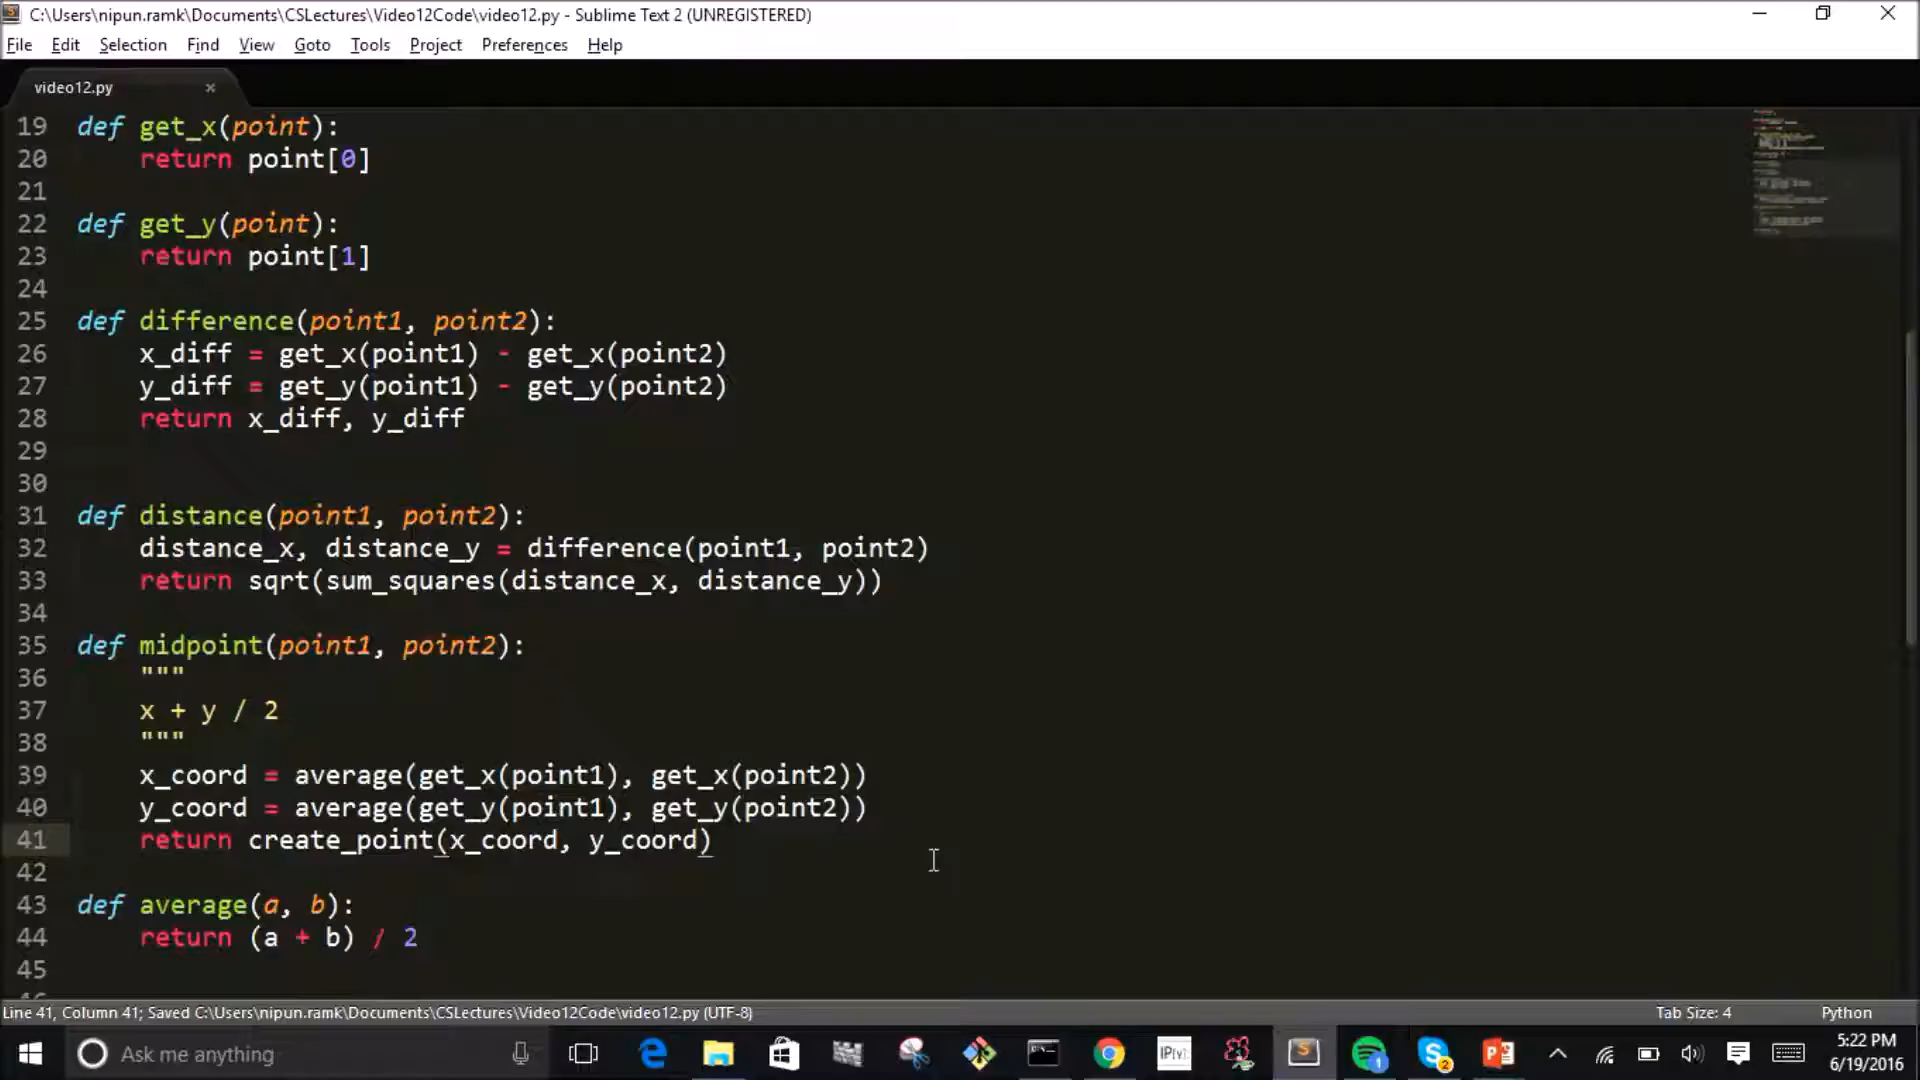 C:\Users\nipun.ramk\Documents\CSLectures\Video12Code\video12.py - Sublime Text 2 (UNREGISTERED)
File Edit Selection Find View Goto Tools Project Preferences Help
video12.py ×
19 def get_x(point):
20     return point[0]
21
22 def get_y(point):
23     return point[1]
24
25 def difference(point1, point2):
26     x_diff = get_x(point1) - get_x(point2)
27     y_diff = get_y(point1) - get_y(point2)
28     return x_diff, y_diff
29
30
31 def distance(point1, point2):
32     distance_x, distance_y = difference(point1, point2)
33     return sqrt(sum_squares(distance_x, distance_y))
34
35 def midpoint(point1, point2):
36     """
37     x + y / 2
38     """
39     x_coord = average(get_x(point1), get_x(point2))
40     y_coord = average(get_y(point1), get_y(point2))
41     return create_point(x_coord, y_coord)
42
43 def average(a, b):
44     return (a + b) / 2
45
Line 41, Column 41; Saved C:\Users\nipun.ramk\Documents\CSLectures\Video12Code\video12.py (UTF-8) Tab Size: 4 Python
Ask me anything
5:22 PM
6/19/2016